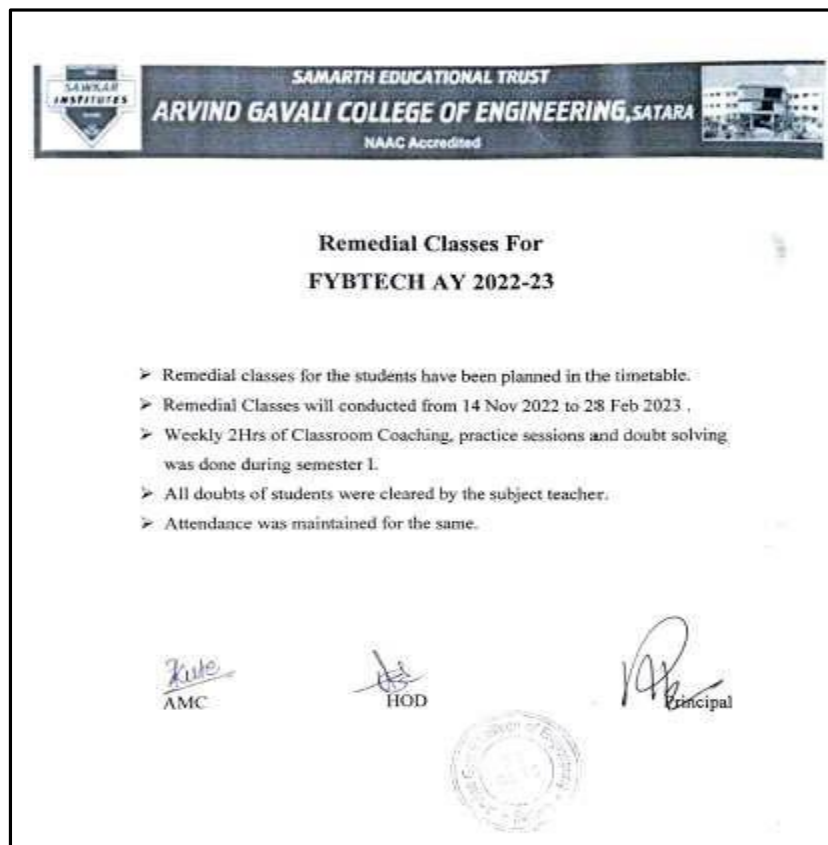 SAWKAR
INSTITUTES
SAMARTH EDUCATIONAL TRUST
ARVIND GAVALI COLLEGE OF ENGINEERING, SATARA
NAAC Accredited
Remedial Classes For
FYBTECH AY 2022-23
➤ Remedial classes for the students have been planned in the timetable.
➤ Remedial Classes will conducted from 14 Nov 2022 to 28 Feb 2023 .
➤ Weekly 2Hrs of Classroom Coaching, practice sessions and doubt solving
was done during semester I.
➤ All doubts of students were cleared by the subject teacher.
➤ Attendance was maintained for the same.
Kute
AMC
HOD
Principal